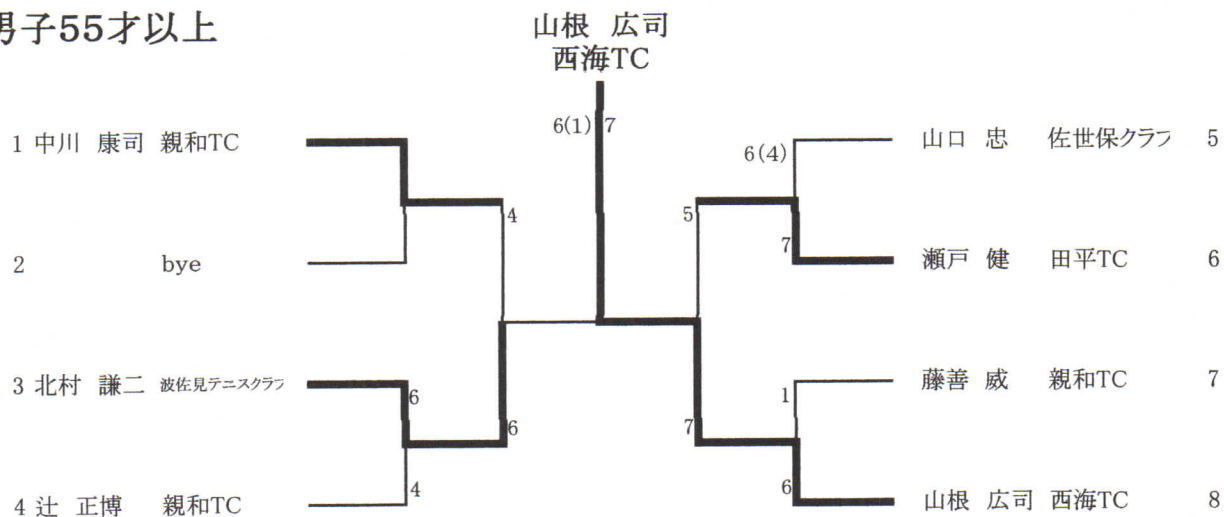 男子55才以上
山根 広司
西海TC
6(1) 7
1 中川 康司 親和TC
6(4)
山口 忠 佐世保クラブ 5
4
5
2 bye
7
瀬戸 健 田平TC 6
3 北村 謙二 波佐見テニスクラブ
6
1
藤善 威 親和TC 7
6
7
4 辻 正博 親和TC
4
6
山根 広司 西海TC 8